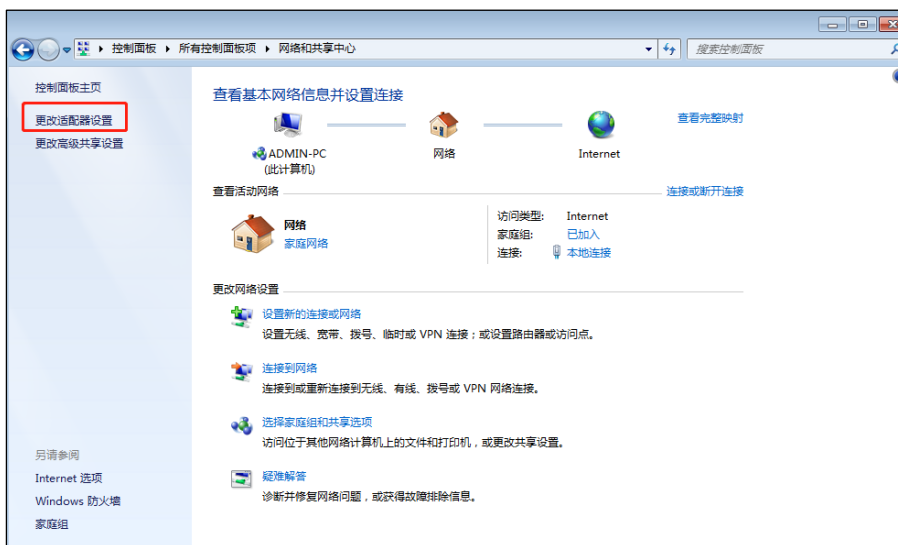 控制面板 ▸ 所有控制面板项 ▸ 网络和共享中心
搜索控制面板
控制面板主页
更改适配器设置
更改高级共享设置
查看基本网络信息并设置连接
查看完整映射
ADMIN-PC
(此计算机)
网络
Internet
查看活动网络
连接或断开连接
网络
家庭网络
访问类型: Internet
家庭组: 已加入
连接: 本地连接
更改网络设置
设置新的连接或网络
设置无线、宽带、拨号、临时或 VPN 连接；或设置路由器或访问点。
连接到网络
连接到或重新连接到无线、有线、拨号或 VPN 网络连接。
选择家庭组和共享选项
访问位于其他网络计算机上的文件和打印机，或更改共享设置。
疑难解答
诊断并修复网络问题，或获得故障排除信息。
另请参阅
Internet 选项
Windows 防火墙
家庭组